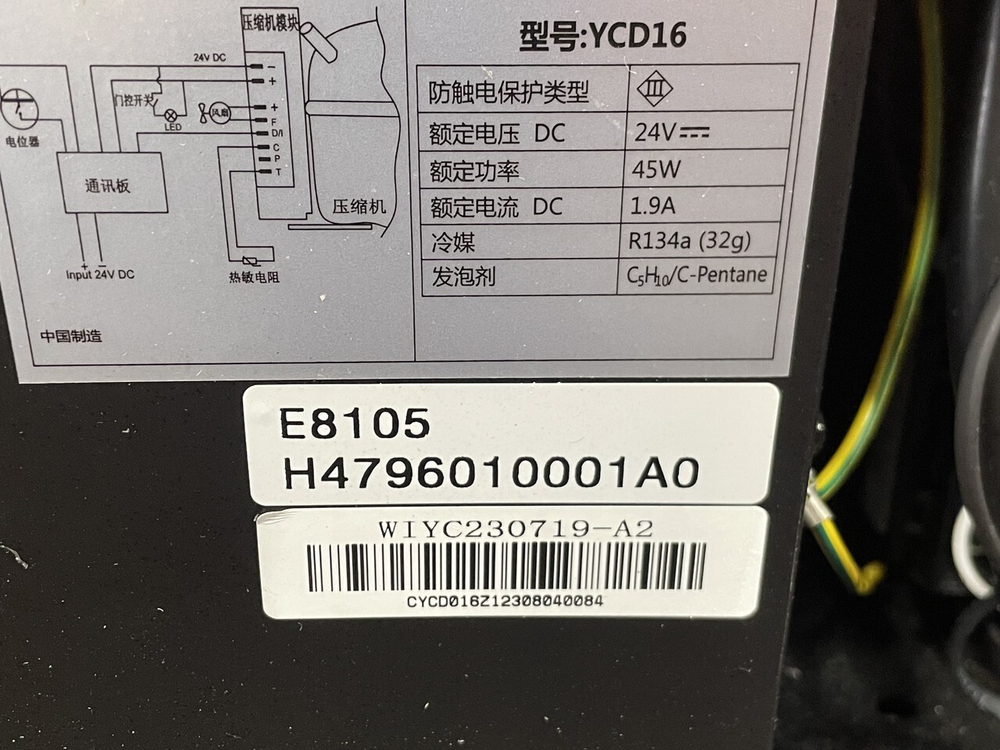 压缩机模块
24V DC
−
+
门控开关
LED
风扇
+
F
D/I
C
P
T
电位器
通讯板
压缩机
+ −
Input 24V DC
热敏电阻
中国制造
型号:YCD16
防触电保护类型 III
额定电压 DC 24V
额定功率 45W
额定电流 DC 1.9A
冷媒 R134a (32g)
发泡剂 C₅H₁₀/C-Pentane
E8105
H4796010001A0
WIYC230719-A2
CYCD016Z12308040084